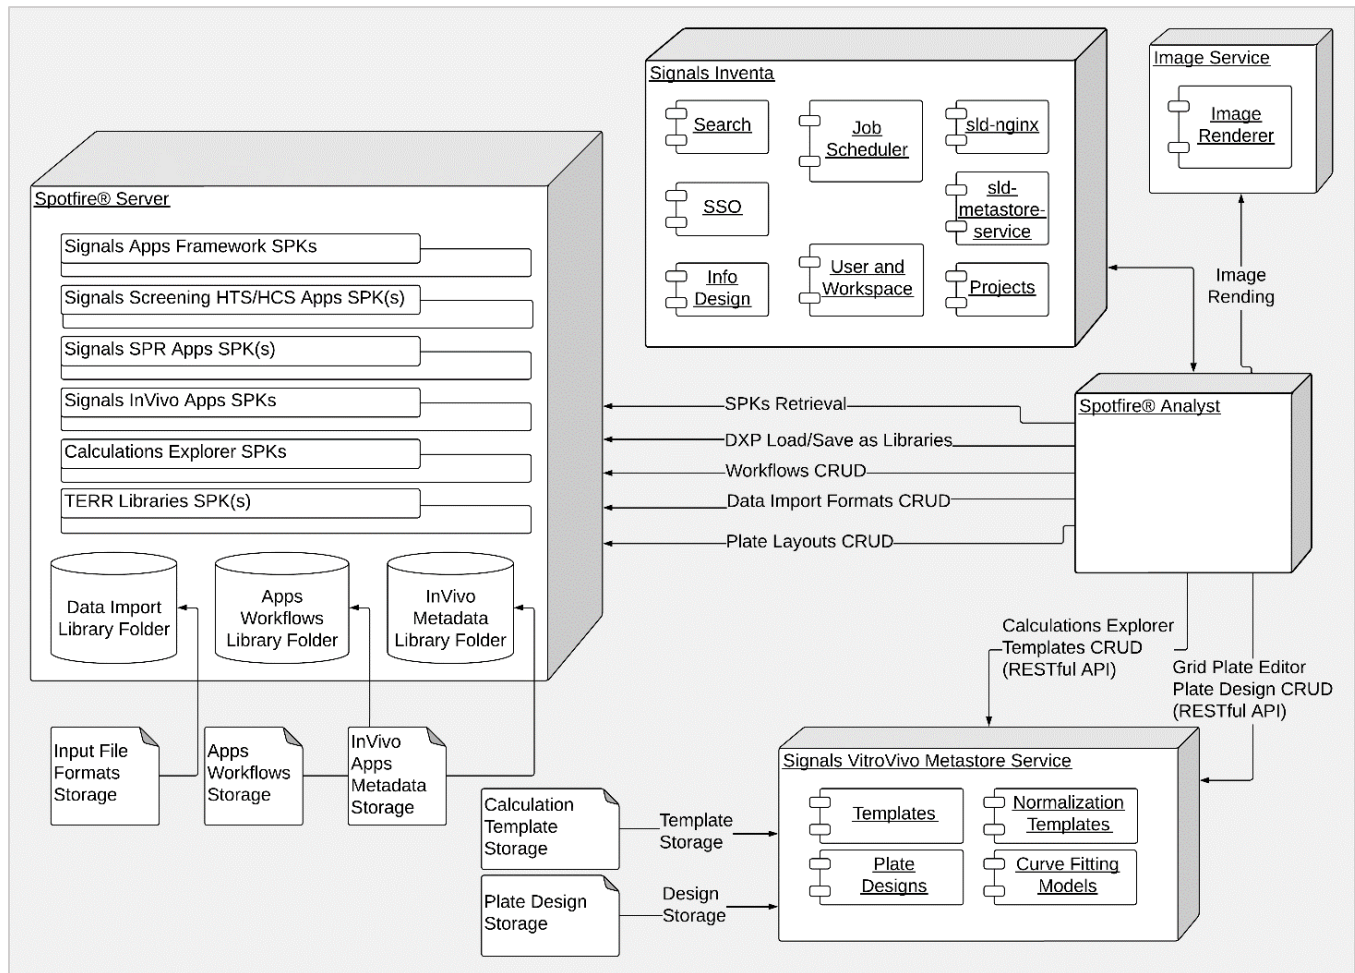 Signals Inventa
Search
Job
Scheduler
sld-nginx
SSO
sld-
metastore-
service
Info
Design
User and
Workspace
Projects
Image Service
Image
Renderer
Image
Rending
Spotfire® Server
Signals Apps Framework SPKs
Signals Screening HTS/HCS Apps SPK(s)
Signals SPR Apps SPK(s)
Signals InVivo Apps SPKs
Calculations Explorer SPKs
TERR Libraries SPK(s)
Data Import
Library Folder
Apps
Workflows
Library Folder
InVivo
Metadata
Library Folder
SPKs Retrieval
DXP Load/Save as Libraries
Workflows CRUD
Data Import Formats CRUD
Plate Layouts CRUD
Spotfire® Analyst
Calculations Explorer
Templates CRUD
(RESTful API)
Grid Plate Editor
Plate Design CRUD
(RESTful API)
Input File
Formats
Storage
Apps
Workflows
Storage
InVivo
Apps
Metadata
Storage
Calculation
Template
Storage
Template
Storage
Plate Design
Storage
Design
Storage
Signals VitroVivo Metastore Service
Templates
Normalization
Templates
Plate
Designs
Curve Fitting
Models